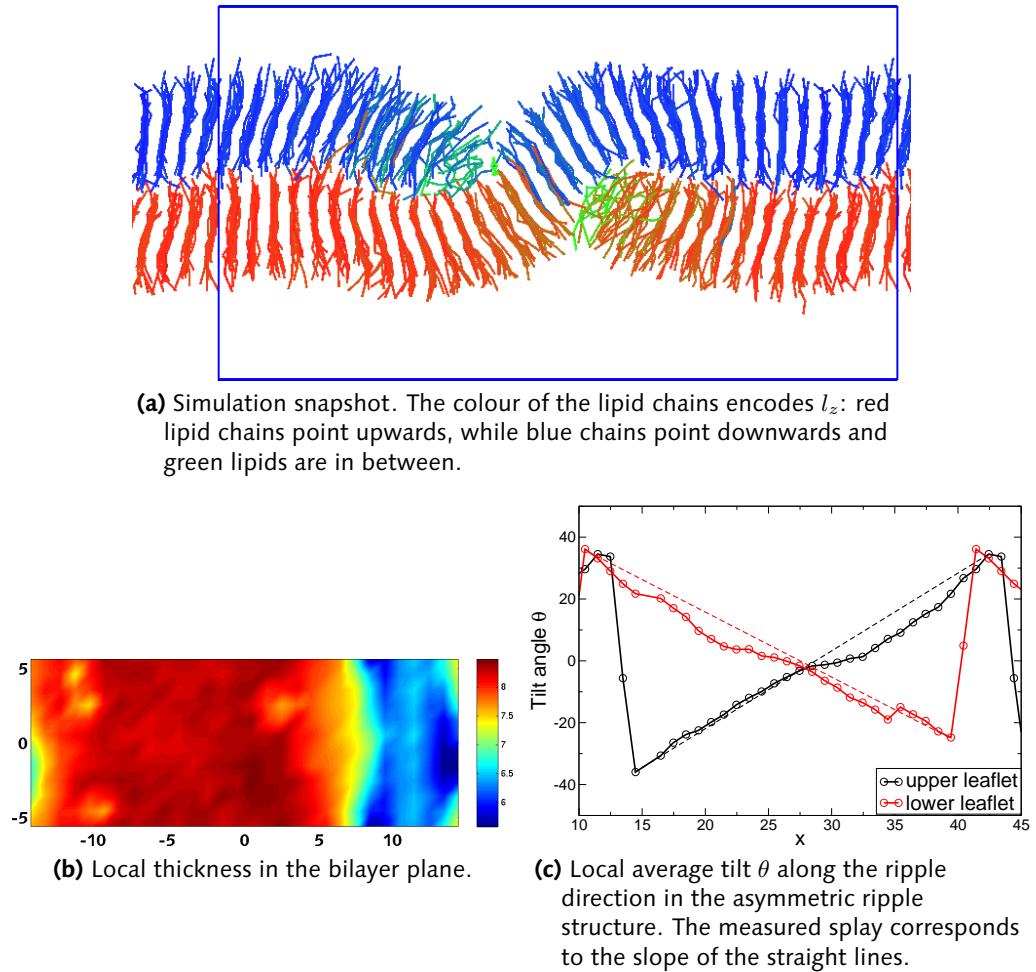 (a) Simulation snapshot. The colour of the lipid chains encodes l_z: red
lipid chains point upwards, while blue chains point downwards and
green lipids are in between.
5
0
-5
-10
-5
0
5
10
8
7.5
7
6.5
6
(b) Local thickness in the bilayer plane.
Tilt angle θ
40
20
0
-20
-40
10
15
20
25
30
35
40
45
x
upper leaflet
lower leaflet
(c) Local average tilt θ along the ripple
direction in the asymmetric ripple
structure. The measured splay corresponds
to the slope of the straight lines.